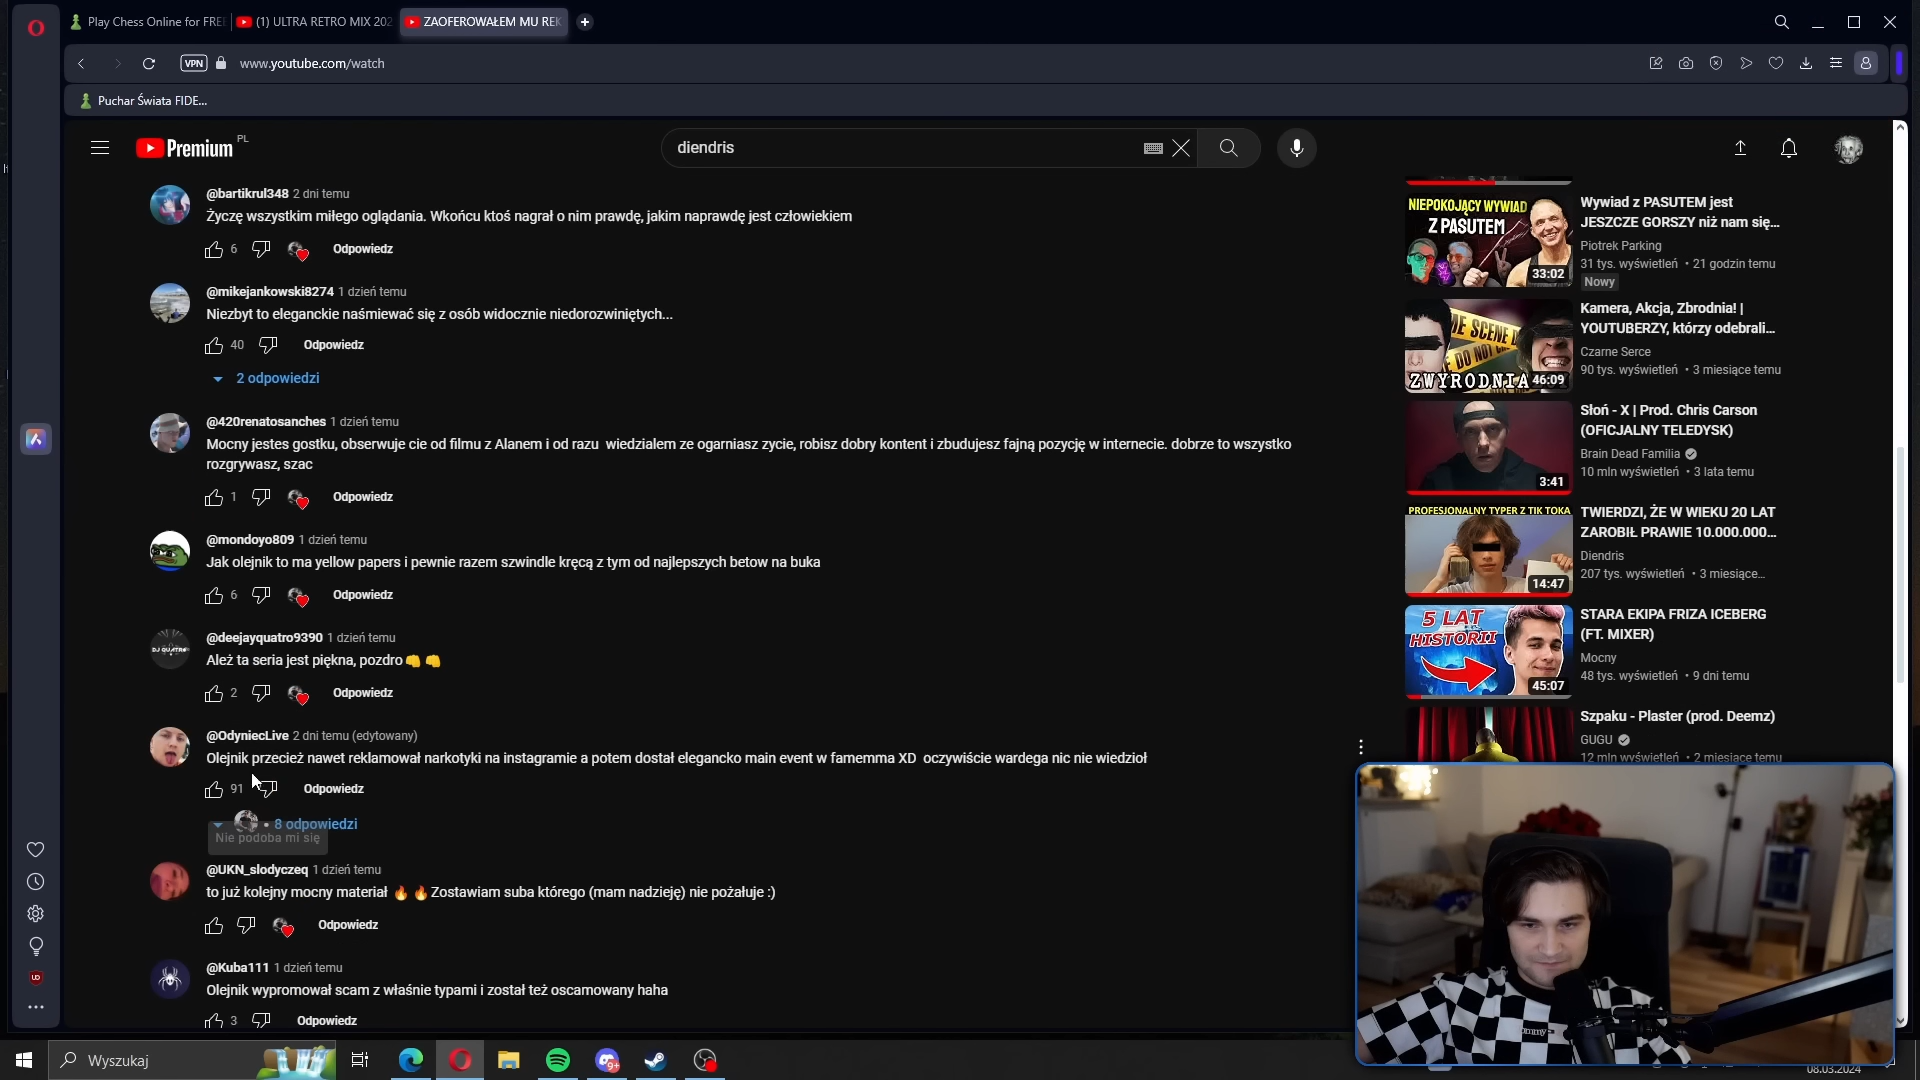 Play Chess Online for FREE
(1) ULTRA RETRO MIX 202
ZAOFEROWAŁEM MU REK
VPN
www.youtube.com/watch
Puchar Świata FIDE...
Premium
PL
diendris
@bartikrul348 2 dni temu
Życzę wszystkim miłego oglądania. Wkońcu ktoś nagrał o nim prawdę, jakim naprawdę jest człowiekiem
6 Odpowiedz
@mikejankowski8274 1 dzień temu
Niezbyt to eleganckie naśmiewać się z osób widocznie niedorozwiniętych...
40 Odpowiedz
2 odpowiedzi
@420renatosanches 1 dzień temu
Mocny jestes gostku, obserwuje cie od filmu z Alanem i od razu wiedzialem ze ogarniasz zycie, robisz dobry kontent i zbudujesz fajną pozycję w internecie. dobrze to wszystko
rozgrywasz, szac
1 Odpowiedz
@mondoyo809 1 dzień temu
Jak olejnik to ma yellow papers i pewnie razem szwindle kręcą z tym od najlepszych betow na buka
6 Odpowiedz
DJ QUATRO
@deejayquatro9390 1 dzień temu
Ależ ta seria jest piękna, pozdro👊👊
2 Odpowiedz
@OdyniecLive 2 dni temu (edytowany)
Olejnik przecież nawet reklamował narkotyki na instagramie a potem dostał elegancko main event w famemma XD oczywiście wardega nic nie wiedzioł
91 Odpowiedz
8 odpowiedzi
Nie podoba mi się
@UKN_slodyczeq 1 dzień temu
to już kolejny mocny materiał 🔥 🔥Zostawiam suba którego (mam nadzieję) nie pożałuje :)
Odpowiedz
@Kuba111 1 dzień temu
Olejnik wypromował scam z właśnie typami i został też oscamowany haha
3 Odpowiedz
NIEPOKOJĄCY WYWIAD
Z PASUTEM
33:02
Wywiad z PASUTEM jest
JESZCZE GORSZY niż nam się...
Piotrek Parking
31 tys. wyświetleń • 21 godzin temu
Nowy
ZWYRODNIA
46:09
Kamera, Akcja, Zbrodnia! |
YOUTUBERZY, którzy odebrali...
Czarne Serce
90 tys. wyświetleń • 3 miesiące temu
3:41
Słoń - X | Prod. Chris Carson
(OFICJALNY TELEDYSK)
Brain Dead Familia
10 mln wyświetleń • 3 lata temu
PROFESJONALNY TYPER Z TIK TOKA
14:47
TWIERDZI, ŻE W WIEKU 20 LAT
ZAROBIŁ PRAWIE 10.000.000...
Diendris
207 tys. wyświetleń • 3 miesiące...
5 LAT
HISTORII
45:07
STARA EKIPA FRIZA ICEBERG
(FT. MIXER)
Mocny
48 tys. wyświetleń • 9 dni temu
Szpaku - Plaster (prod. Deemz)
GUGU
12 mln wyświetleń • 2 miesiące temu
Wyszukaj
08.03.2024